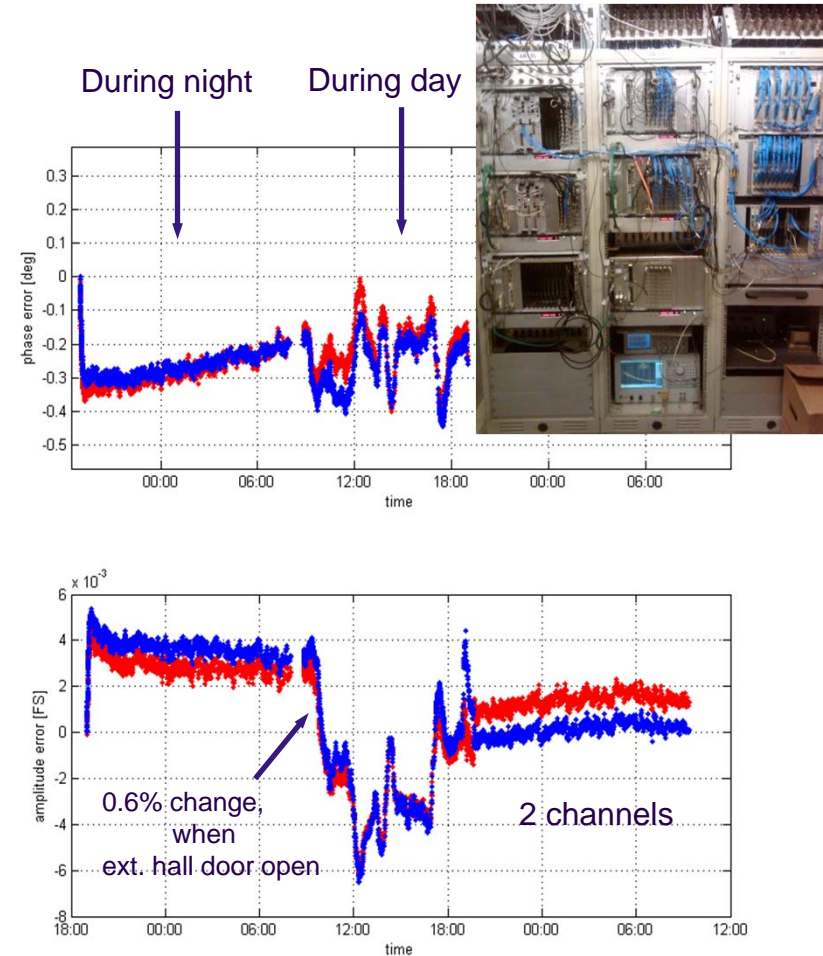 During night
During day
0.3
0.2
0.1
0
-0.1
-0.2
-0.3
-0.4
-0.5
phase error [deg]
00:00 06:00 12:00 18:00 00:00 06:00
time
x 10-3
6
4
2
0
-2
-4
-6
-8
amplitude error [FS]
0.6% change,
when
ext. hall door open
2 channels
18:00 00:00 06:00 12:00 18:00 00:00 06:00 12:00
time